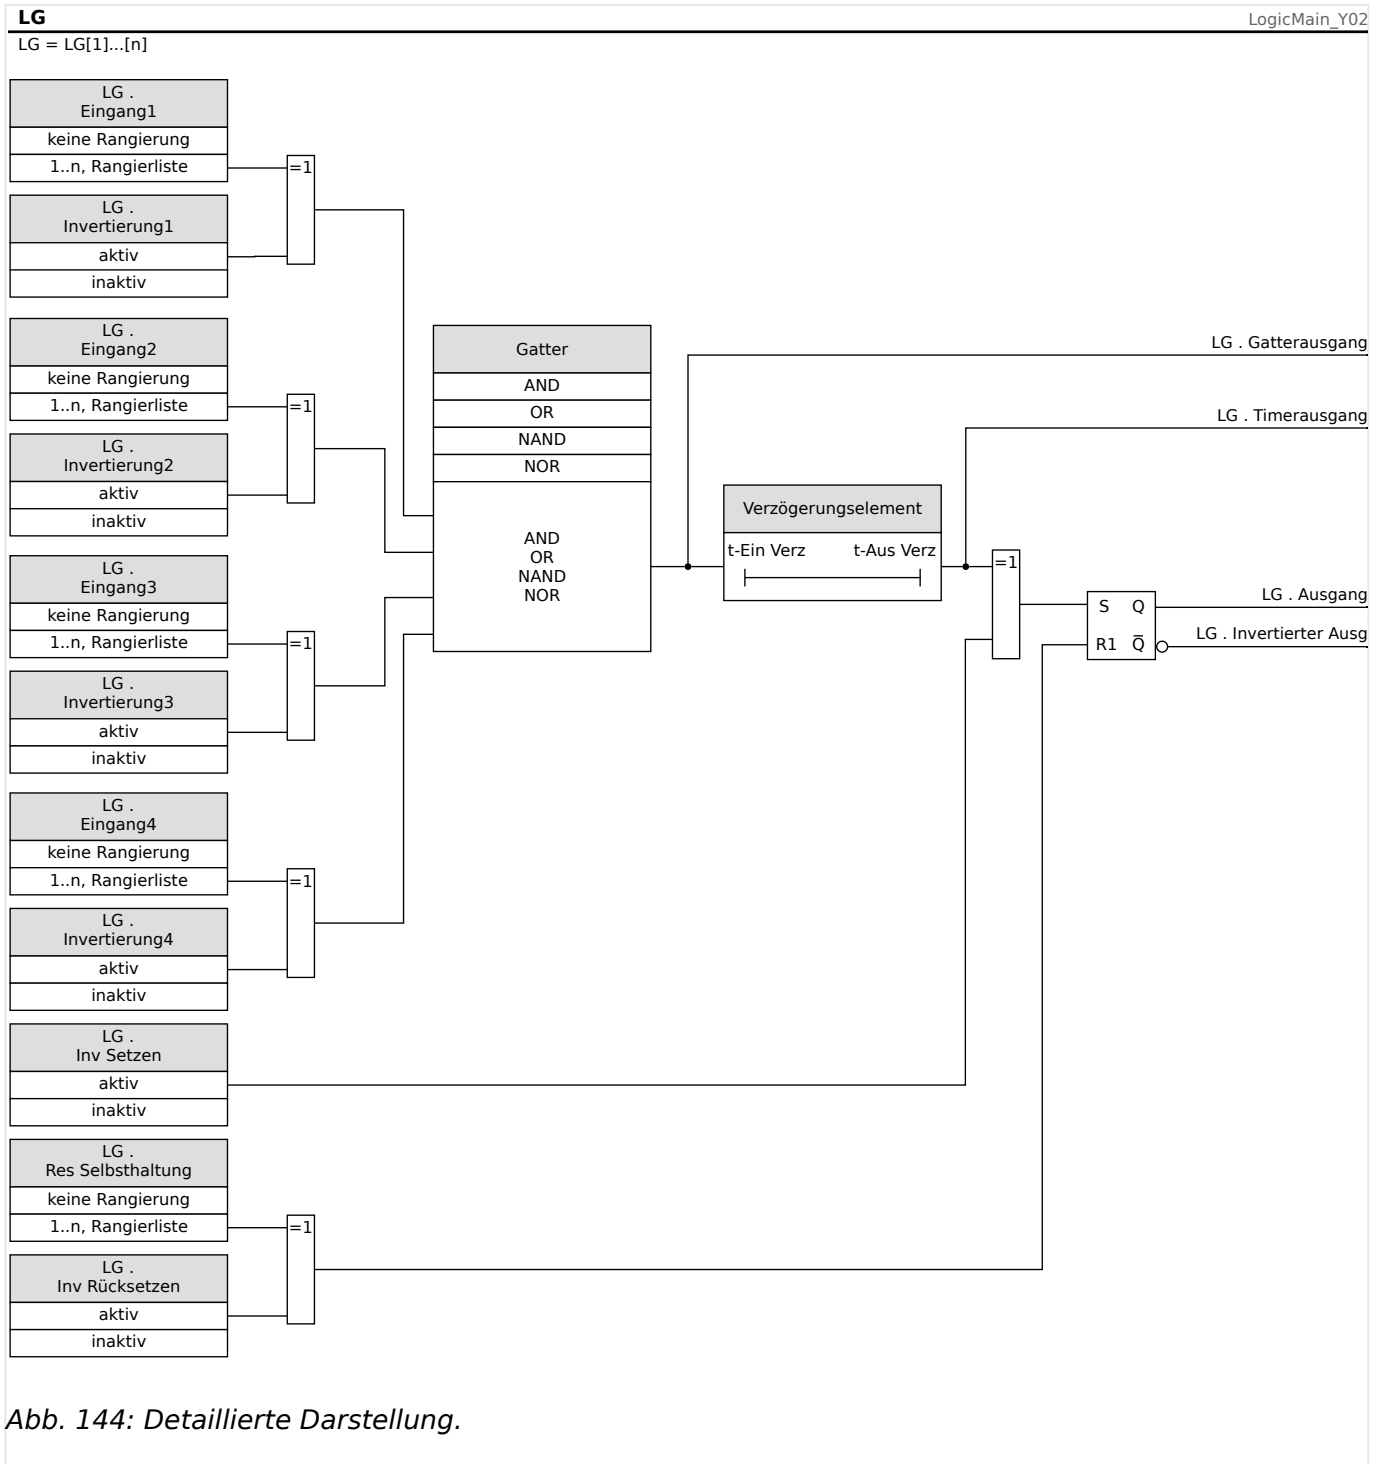 LG
LogicMain_Y02
LG = LG[1]...[n]
LG .
Eingang1
keine Rangierung
1..n, Rangierliste
=1
LG .
Invertierung1
aktiv
inaktiv
LG .
Eingang2
keine Rangierung
1..n, Rangierliste
=1
LG .
Invertierung2
aktiv
inaktiv
LG .
Eingang3
keine Rangierung
1..n, Rangierliste
=1
LG .
Invertierung3
aktiv
inaktiv
LG .
Eingang4
keine Rangierung
1..n, Rangierliste
=1
LG .
Invertierung4
aktiv
inaktiv
LG .
Inv Setzen
aktiv
inaktiv
LG .
Res Selbsthaltung
keine Rangierung
1..n, Rangierliste
=1
LG .
Inv Rücksetzen
aktiv
inaktiv
Gatter
AND
OR
NAND
NOR
AND
OR
NAND
NOR
Verzögerungselement
t-Ein Verz t-Aus Verz
=1
S Q
R1 Q̅
LG . Gatterausgang
LG . Timerausgang
LG . Ausgang
LG . Invertierter Ausg
Abb. 144: Detaillierte Darstellung.